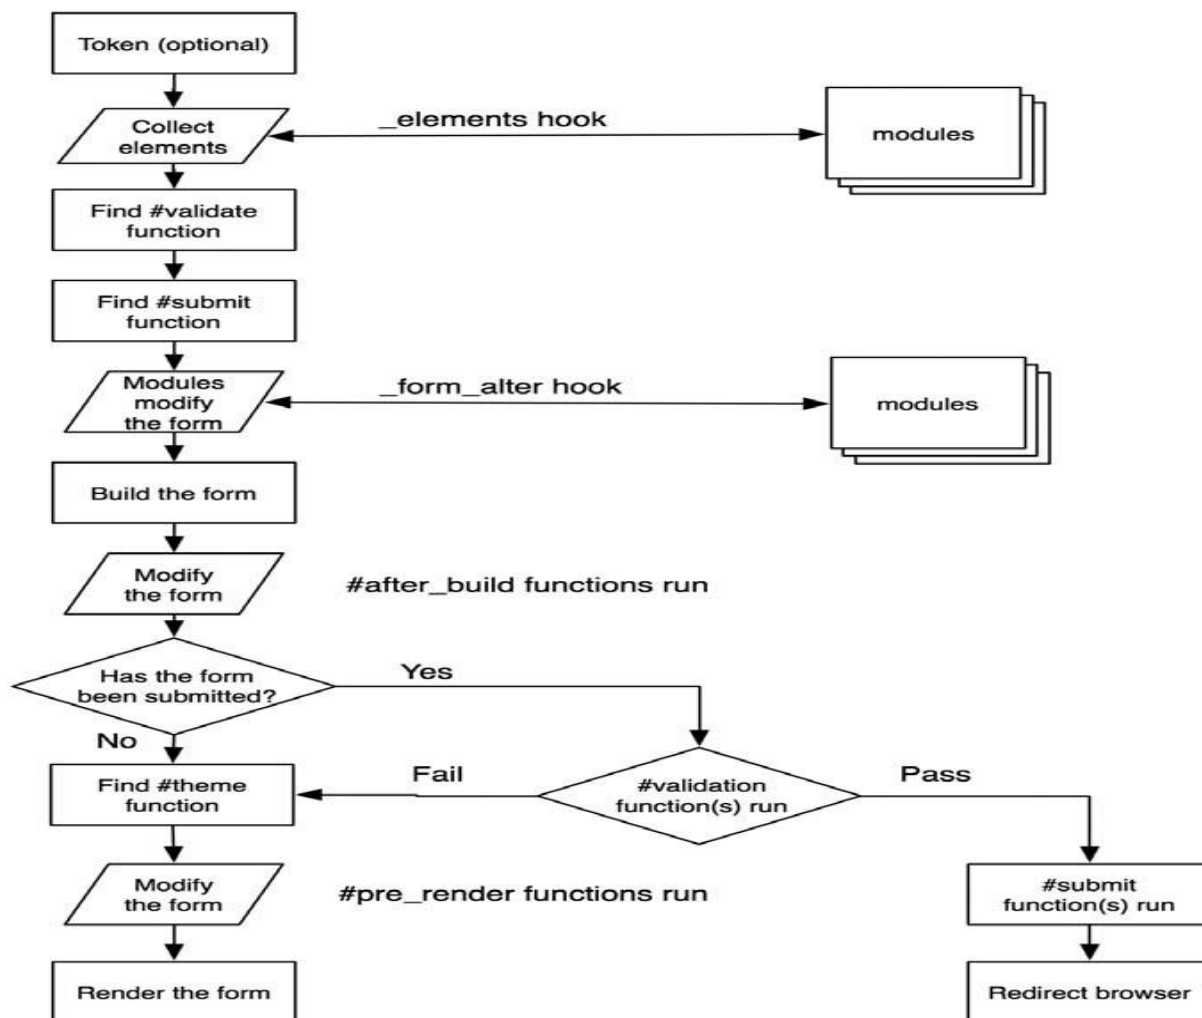 Token (optional)
Collect
elements
_elements hook
modules
Find #validate
function
Find #submit
function
Modules
modify
the form
_form_alter hook
modules
Build the form
Modify
the form
#after_build functions run
Has the form
been submitted?
Yes
No
Find #theme
function
Fail
#validation
function(s) run
Pass
Modify
the form
#pre_render functions run
#submit
function(s) run
Render the form
Redirect browser